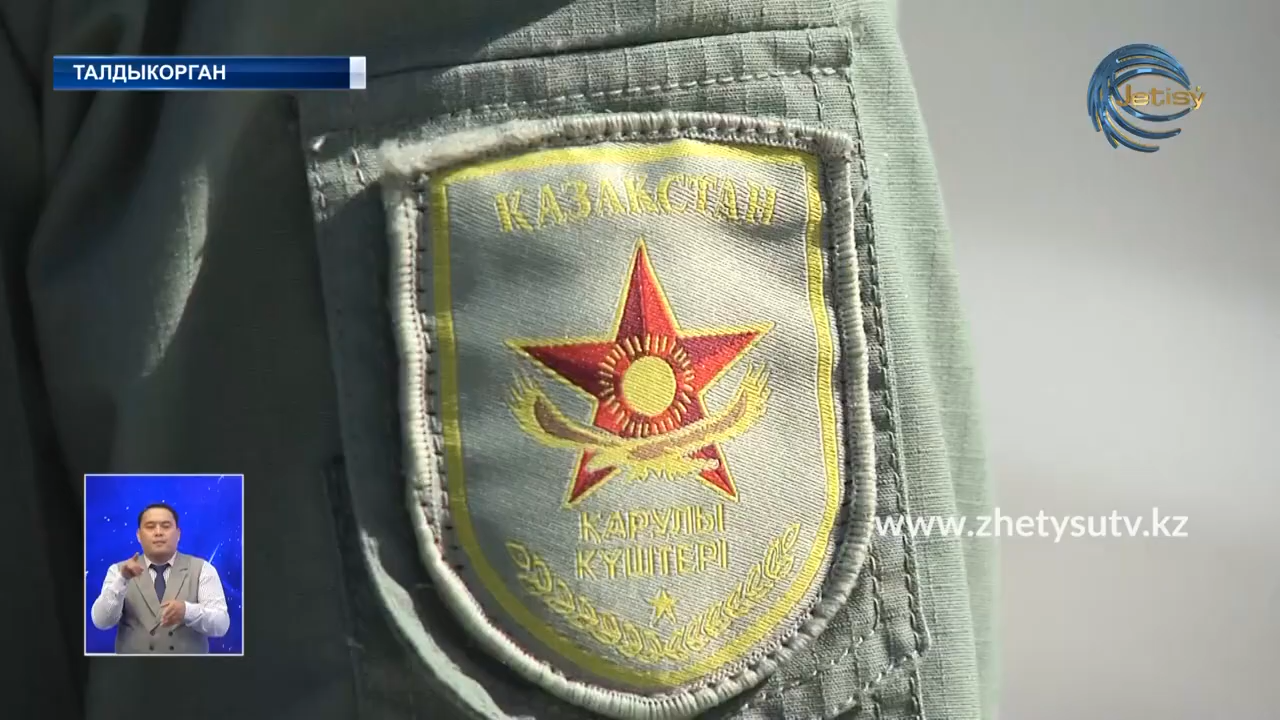 ТАЛДЫКОРГАН
Jetisý
ҚАЗАҚСТАН
ҚАРУЛЫ
КҮШТЕРІ
www.zhetysutv.kz